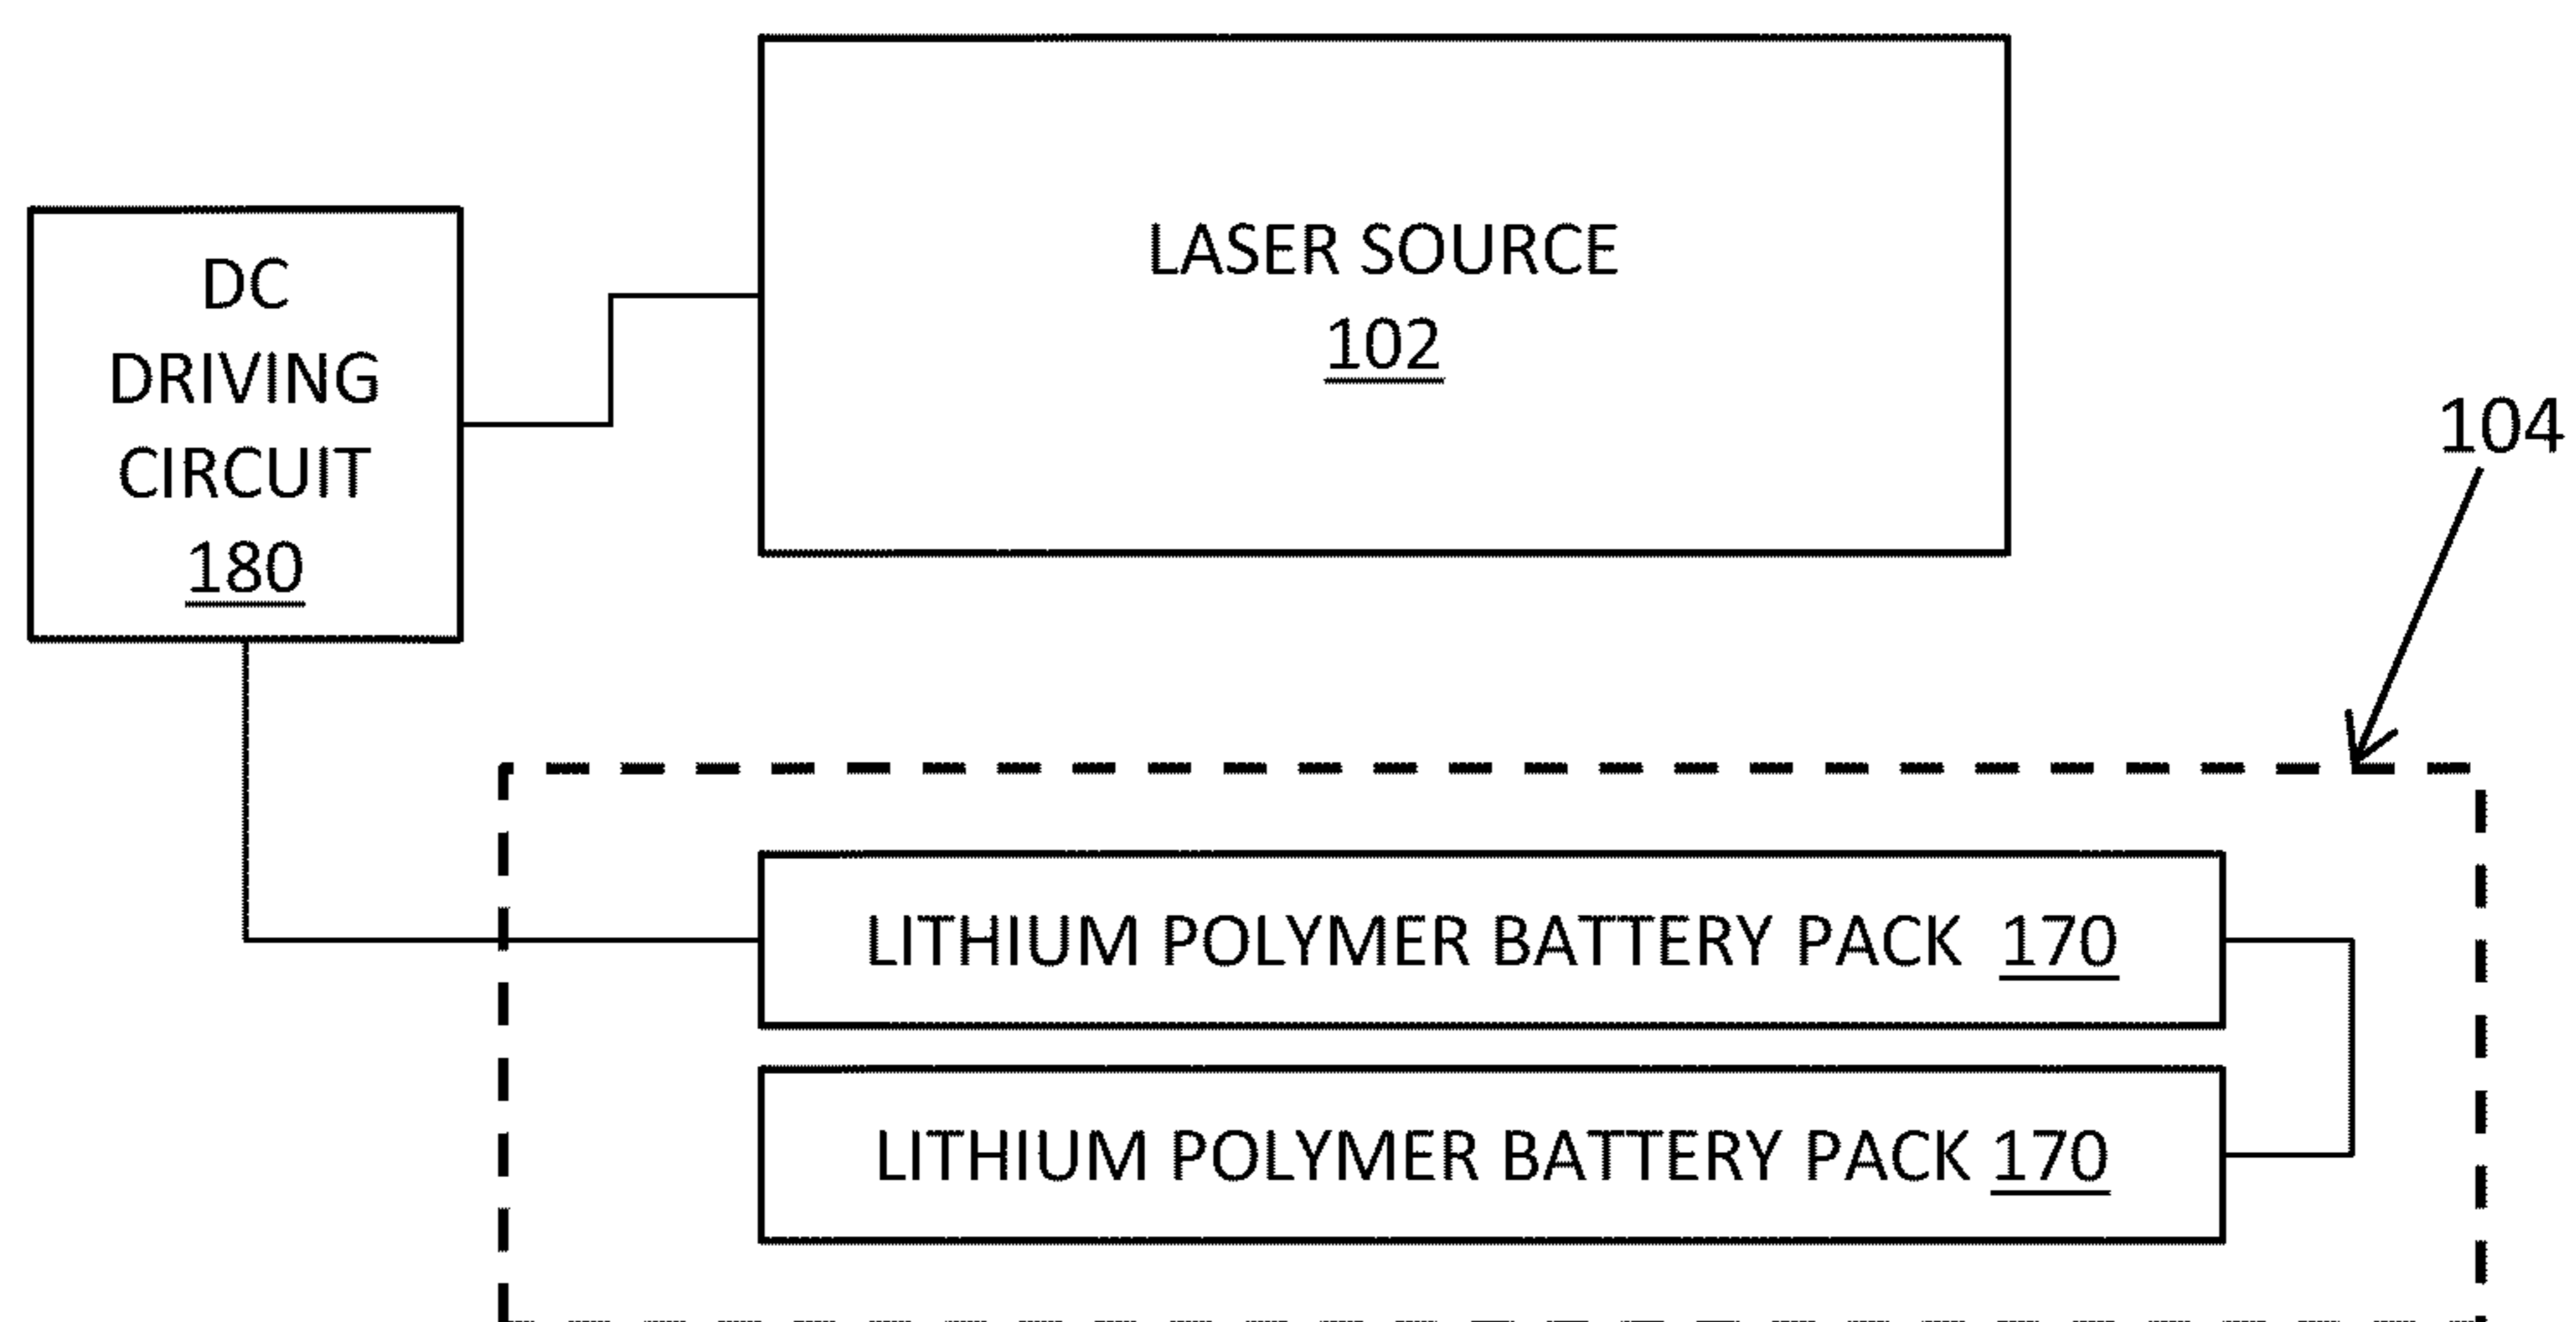 DC
DRIVING
CIRCUIT
180
LASER SOURCE
102
104
LITHIUM POLYMER BATTERY PACK 170
LITHIUM POLYMER BATTERY PACK 170